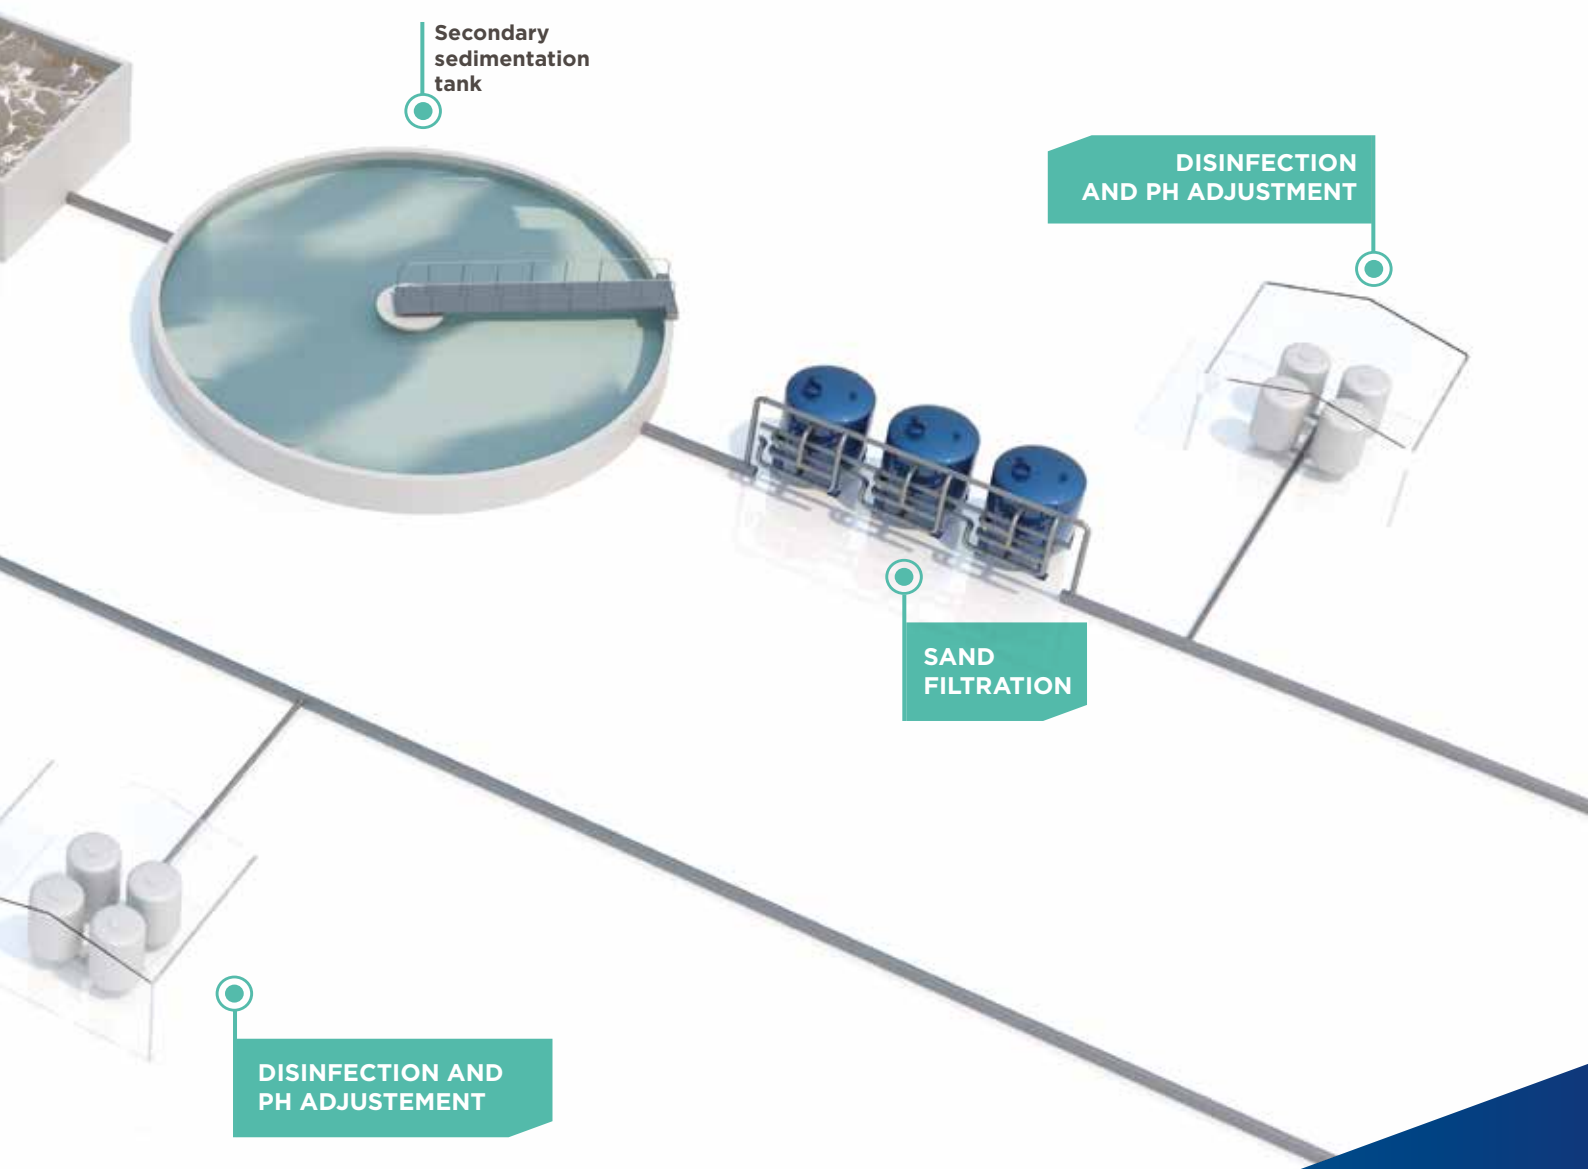 Secondary
sedimentation
tank
DISINFECTION
AND PH ADJUSTMENT
SAND
FILTRATION
DISINFECTION AND
PH ADJUSTEMENT